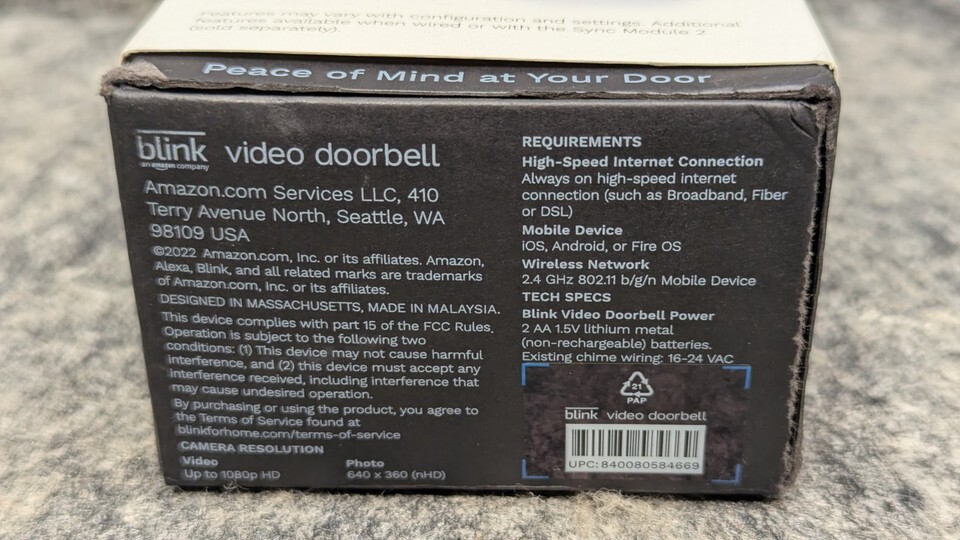 Features may vary with configuration and settings. Additional
features available when wired or with the Sync Module 2
(sold separately).
Peace of Mind at Your Door
blink video doorbell
an amazon company
Amazon.com Services LLC, 410
Terry Avenue North, Seattle, WA
98109 USA
©2022 Amazon.com, Inc. or its affiliates. Amazon,
Alexa, Blink, and all related marks are trademarks
of Amazon.com, Inc. or its affiliates.
DESIGNED IN MASSACHUSETTS, MADE IN MALAYSIA.
This device complies with part 15 of the FCC Rules.
Operation is subject to the following two
conditions: (1) This device may not cause harmful
interference, and (2) this device must accept any
interference received, including interference that
may cause undesired operation.
By purchasing or using the product, you agree to
the Terms of Service found at
blinkforhome.com/terms-of-service
CAMERA RESOLUTION
Video Photo
Up to 1080p HD 640 x 360 (nHD)
REQUIREMENTS
High-Speed Internet Connection
Always on high-speed internet
connection (such as Broadband, Fiber
or DSL)
Mobile Device
iOS, Android, or Fire OS
Wireless Network
2.4 GHz 802.11 b/g/n Mobile Device
TECH SPECS
Blink Video Doorbell Power
2 AA 1.5V lithium metal
(non-rechargeable) batteries.
Existing chime wiring: 16-24 VAC
21
PAP
blink video doorbell
UPC: 840080584669